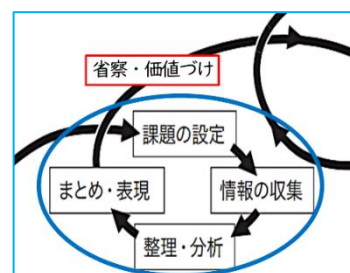 省察・価値づけ
課題の設定
まとめ・表現
情報の収集
整理・分析